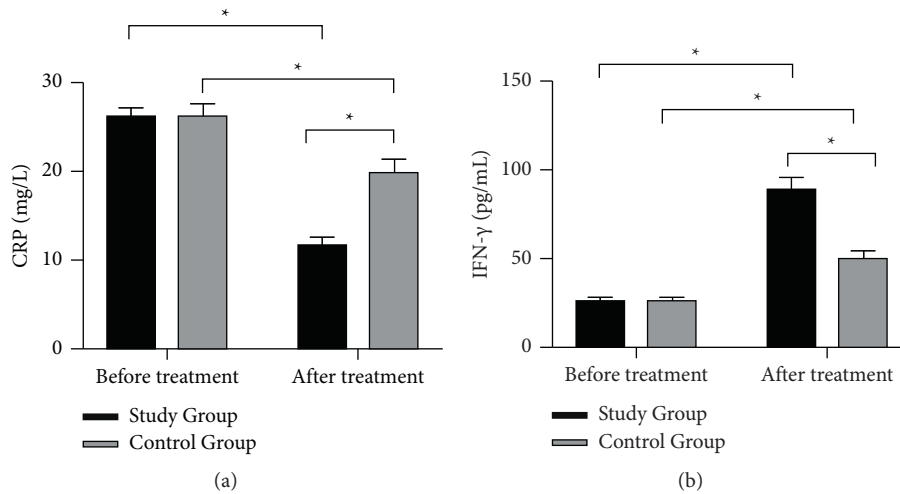 *
*
*
30
20
10
0
CRP (mg/L)
Before treatment
After treatment
Study Group
Control Group
(a)
*
*
*
150
100
50
0
IFN-γ (pg/mL)
Before treatment
After treatment
Study Group
Control Group
(b)